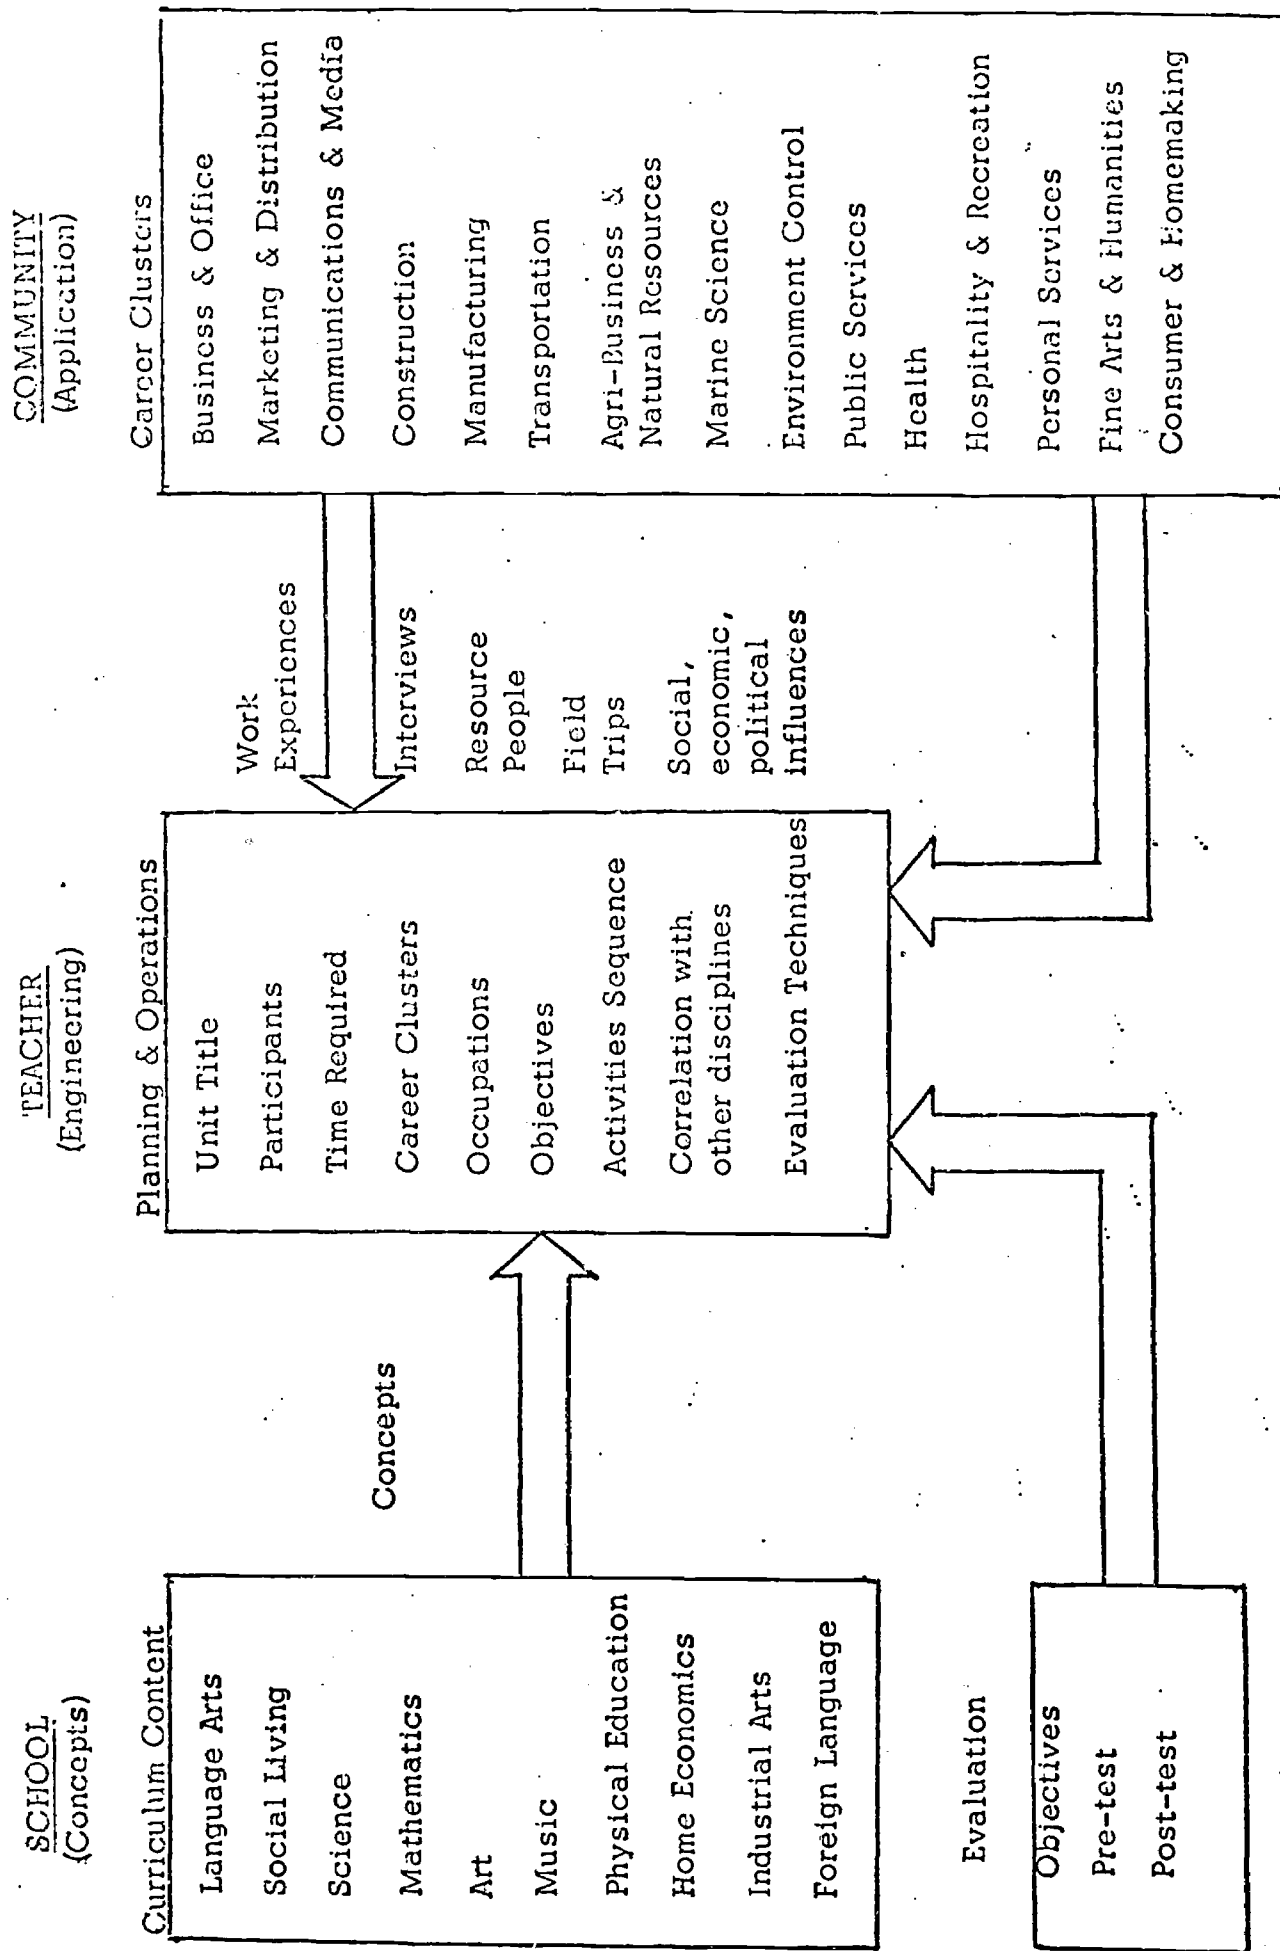 SCHOOL
(Concepts)
Curriculum Content
Language Arts
Social Living
Science
Mathematics
Art
Music
Physical Education
Home Economics
Industrial Arts
Foreign Language
Evaluation
Objectives
Pre-test
Post-test
Concepts
TEACHER
(Engineering)
Planning & Operations
Unit Title
Participants
Time Required
Career Clusters
Occupations
Objectives
Activities Sequence
Correlation with
other disciplines
Evaluation Techniques
Work
Experiences
Interviews
Resource
People
Field
Trips
Social,
economic,
political
influences
COMMUNITY
(Application)
Career Clusters
Business & Office
Marketing & Distribution
Communications & Media
Construction
Manufacturing
Transportation
Agri-Business &
Natural Resources
Marine Science
Environment Control
Public Services
Health
Hospitality & Recreation
Personal Services
Fine Arts & Humanities
Consumer & Homemaking